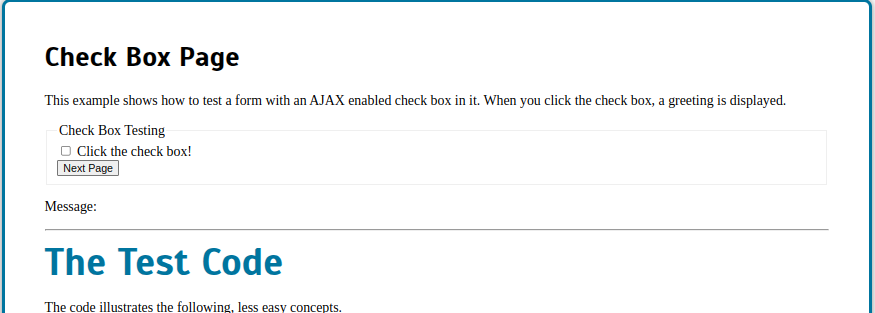 Check Box Page
This example shows how to test a form with an AJAX enabled check box in it. When you click the check box, a greeting is displayed.
Check Box Testing
Click the check box!
Next Page
Message:
The Test Code
The code illustrates the following, less easy concepts.